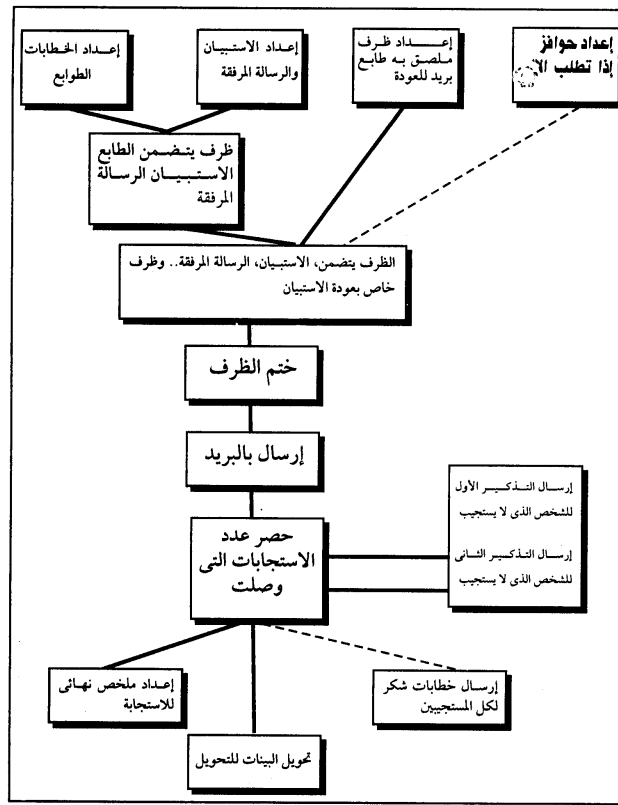 إعداد حوافز
إذا تطلب
إعداد ظرف
ملصق به طابع
بريد للعودة
إعداد الاستبيان
والرسالة المرفقة
إعداد الخطابات
الطوابع
ظرف يتضمن الطابع
الاستبيان الرسالة
المرفقة
الظرف يتضمن، الاستبيان، الرسالة المرفقة.. وظرف
خاص بعودة الاستبيان
ختم الظرف
إرسال بالبريد
حصر عدد
الاستجابات التى
وصلت
إرسال التذكير الأول
للشخص الذى لا يستجيب
إرسال التذكير الثانى
للشخص الذى لا يستجيب
إرسال خطابات شكر
لكل المستجيبين
إعداد ملخص نهائى
للاستجابة
تحويل البينات للتحويل